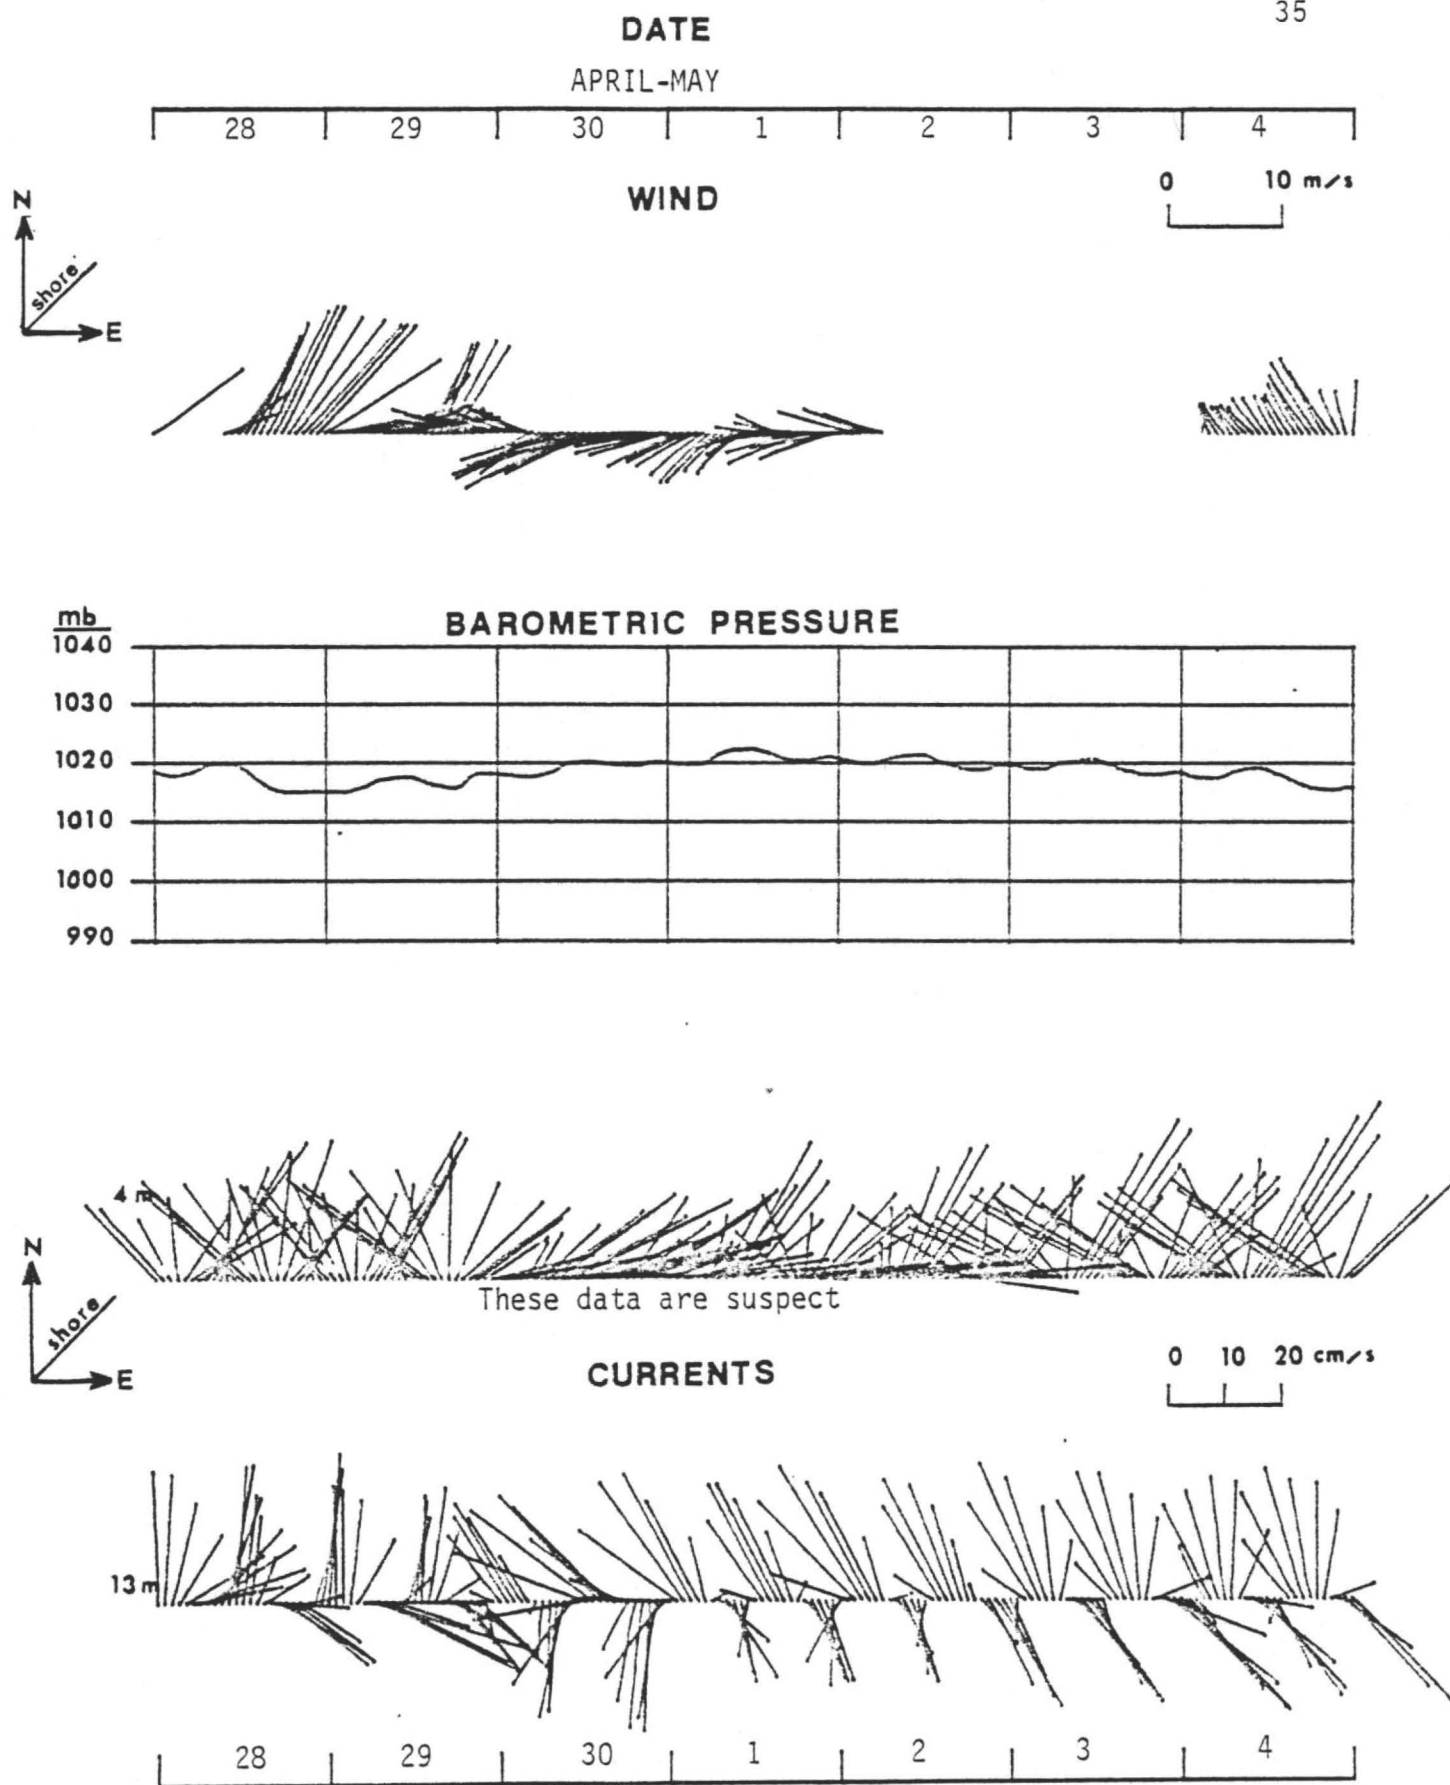 35
DATE
APRIL-MAY
28 29 30 1 2 3 4
WIND
0 10 m/s
N
shore
E
mb
BAROMETRIC PRESSURE
1040
1030
1020
1010
1000
990
4 m
These data are suspect
N
shore
E
CURRENTS
0 10 20 cm/s
13 m
28 29 30 1 2 3 4